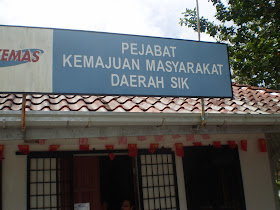 KEMAS
PEJABAT
KEMAJUAN MASYARAKAT
DAERAH SIK